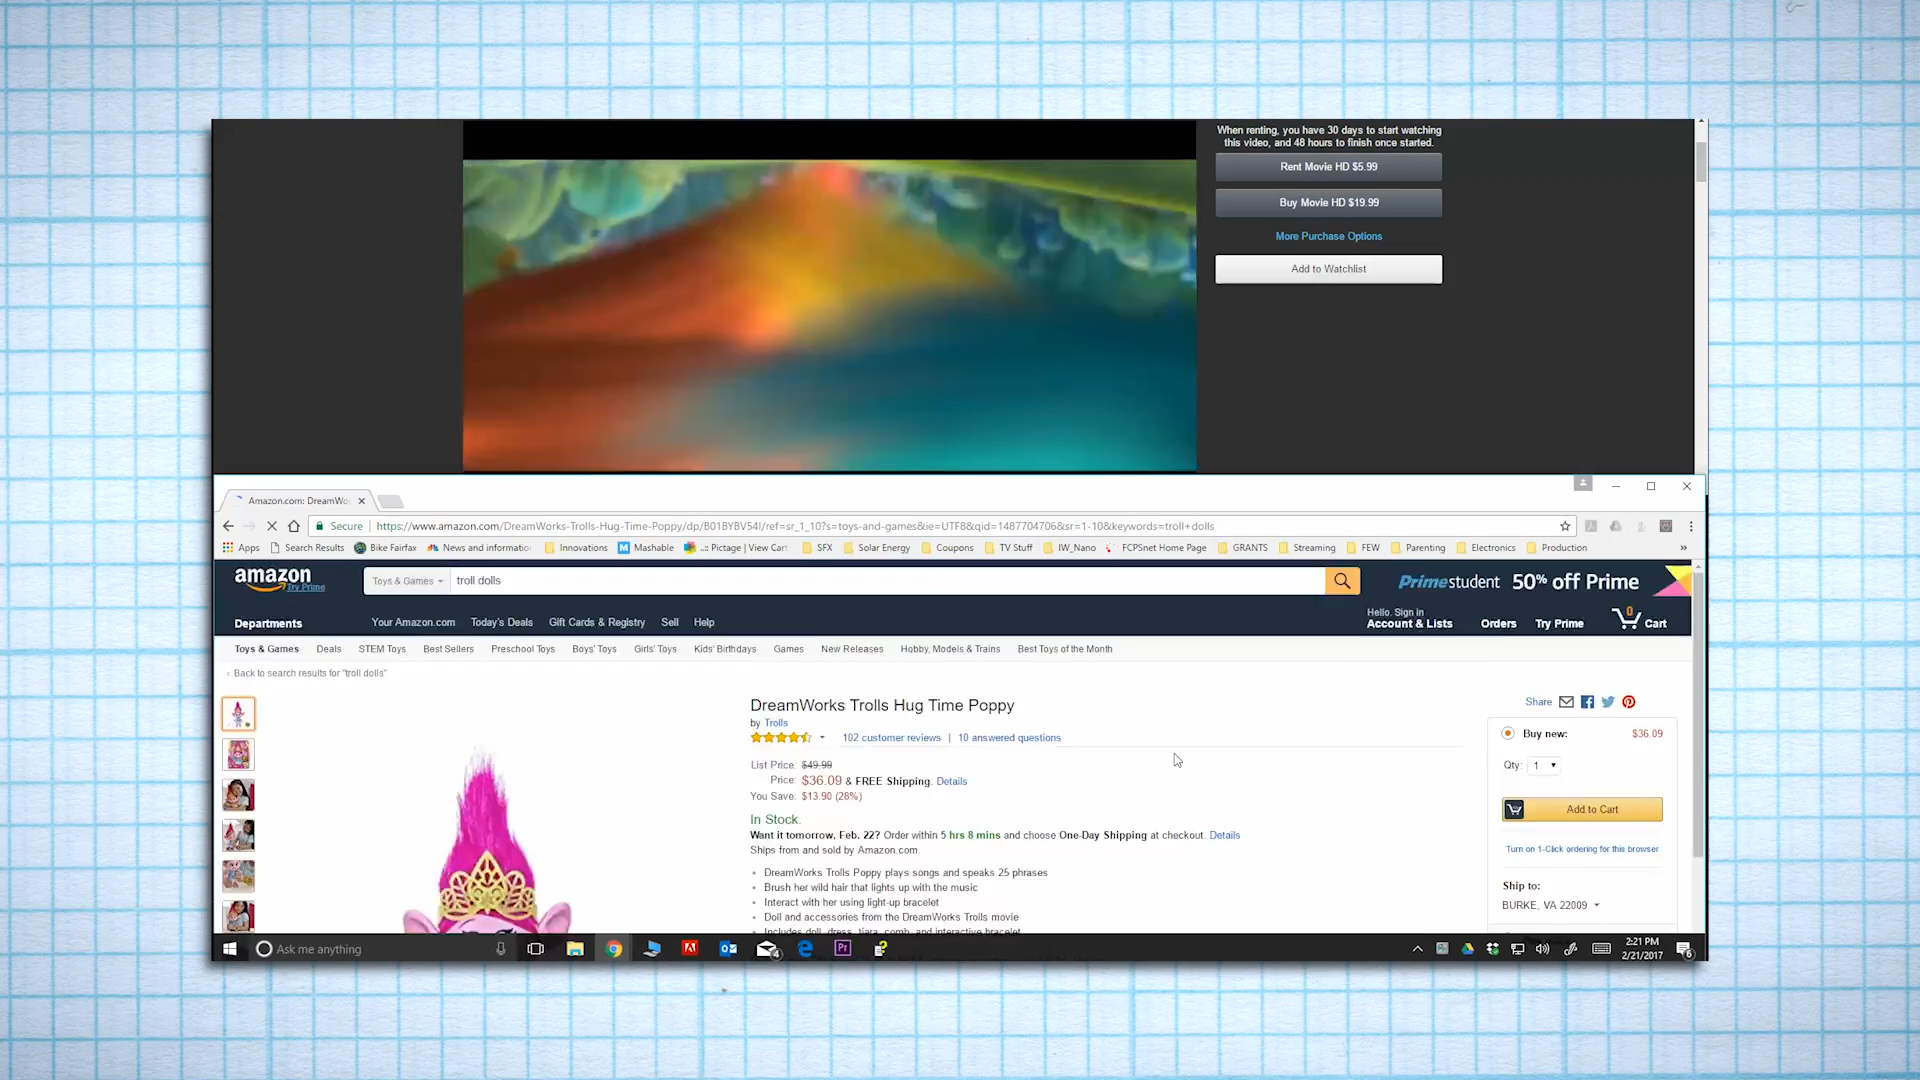 When renting, you have 30 days to start watching
this video, and 48 hours to finish once started.
Rent Movie HD $5.99
Buy Movie HD $19.99
More Purchase Options
Add to Watchlist
Amazon.com: DreamWo
Secure https://www.amazon.com/DreamWorks-Trolls-Hug-Time-Poppy/dp/B01BYBV54I/ref=sr_1_10?s=toys-and-games&ie=UTF8&qid=1487704706&sr=1-10&keywords=troll+dolls
Apps Search Results Bike Fairfax News and informatio Innovations Mashable ..:: Pictage | View Cart SFX Solar Energy Coupons TV Stuff IW_Nano FCPSnet Home Page GRANTS Streaming FEW Parenting Electronics Production »
amazon Try Prime Toys & Games troll dolls Prime student 50% off Prime
Departments Your Amazon.com Today's Deals Gift Cards & Registry Sell Help Hello. Sign in Account & Lists Orders Try Prime 0 Cart
Toys & Games Deals STEM Toys Best Sellers Preschool Toys Boys' Toys Girls' Toys Kids' Birthdays Games New Releases Hobby, Models & Trains Best Toys of the Month
‹ Back to search results for "troll dolls"
DreamWorks Trolls Hug Time Poppy
by Trolls
102 customer reviews | 10 answered questions
List Price: $49.99
Price: $36.09 & FREE Shipping. Details
You Save: $13.90 (28%)
In Stock.
Want it tomorrow, Feb. 22? Order within 5 hrs 8 mins and choose One-Day Shipping at checkout. Details
Ships from and sold by Amazon.com.
DreamWorks Trolls Poppy plays songs and speaks 25 phrases
Brush her wild hair that lights up with the music
Interact with her using light-up bracelet
Doll and accessories from the DreamWorks Trolls movie
Includes doll, dress, tiara, comb, and interactive bracelet
Share
Buy new: $36.09
Qty: 1
Add to Cart
Turn on 1-Click ordering for this browser
Ship to:
BURKE, VA 22009
Ask me anything
Pr
4
2:21 PM
2/21/2017
6